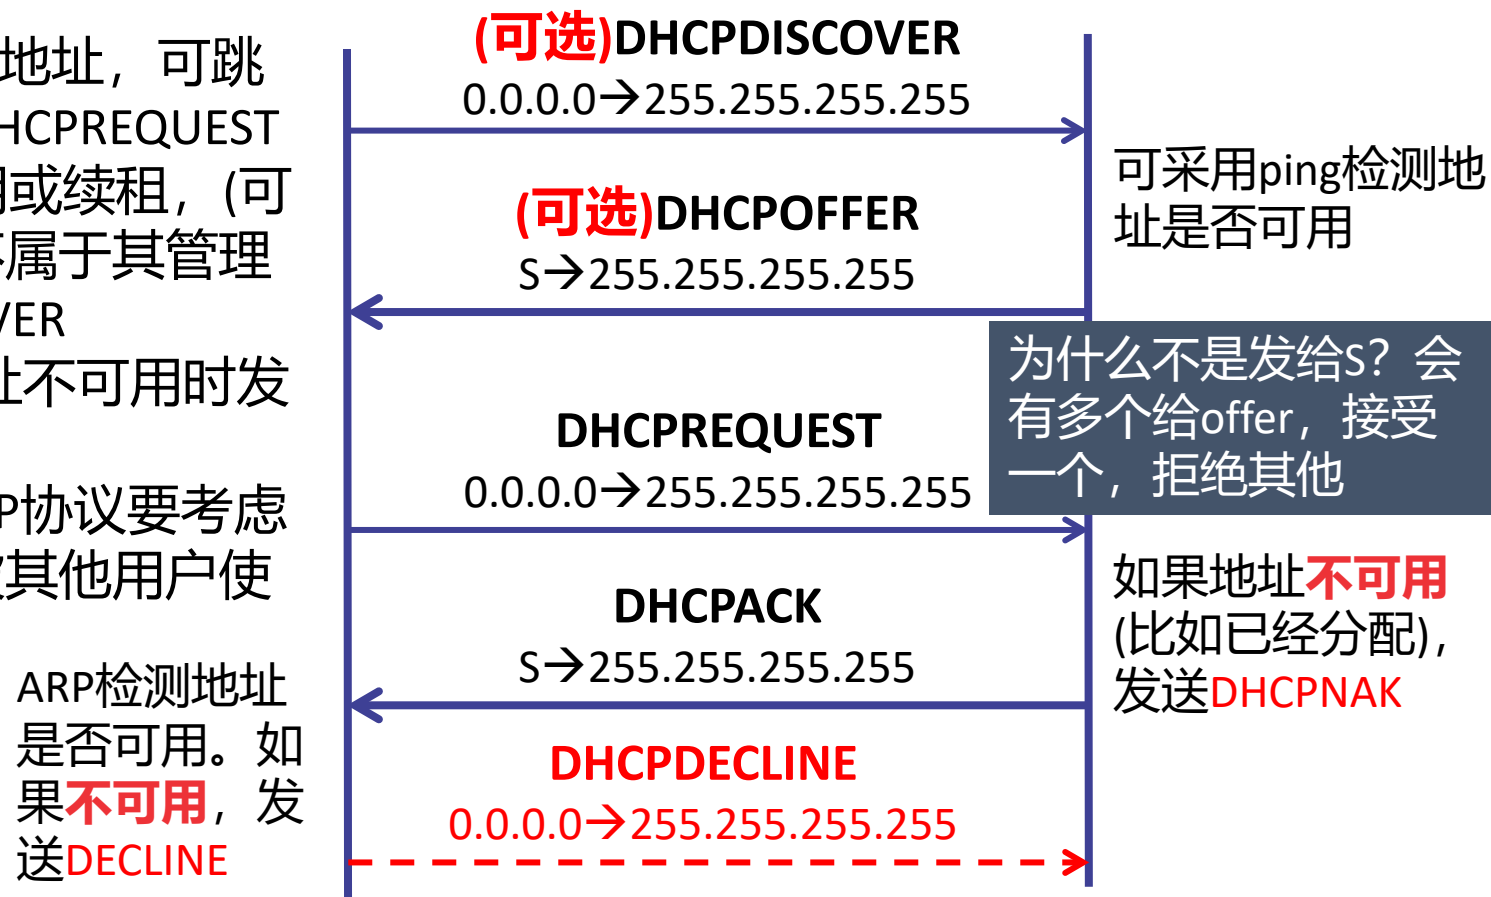 地址，可跳
HCPREQUEST
或续租，(可
属于其管理
VER
址不可用时发
P协议要考虑
其他用户使
ARP检测地址
是否可用。如
果不可用，发
送DECLINE
(可选)DHCPDISCOVER
0.0.0.0→255.255.255.255
(可选)DHCPOFFER
S→255.255.255.255
DHCPREQUEST
0.0.0.0→255.255.255.255
DHCPACK
S→255.255.255.255
DHCPDECLINE
0.0.0.0→255.255.255.255
可采用ping检测地
址是否可用
为什么不是发给S？会
有多个给offer，接受
一个，拒绝其他
如果地址不可用
(比如已经分配)，
发送DHCPNAK